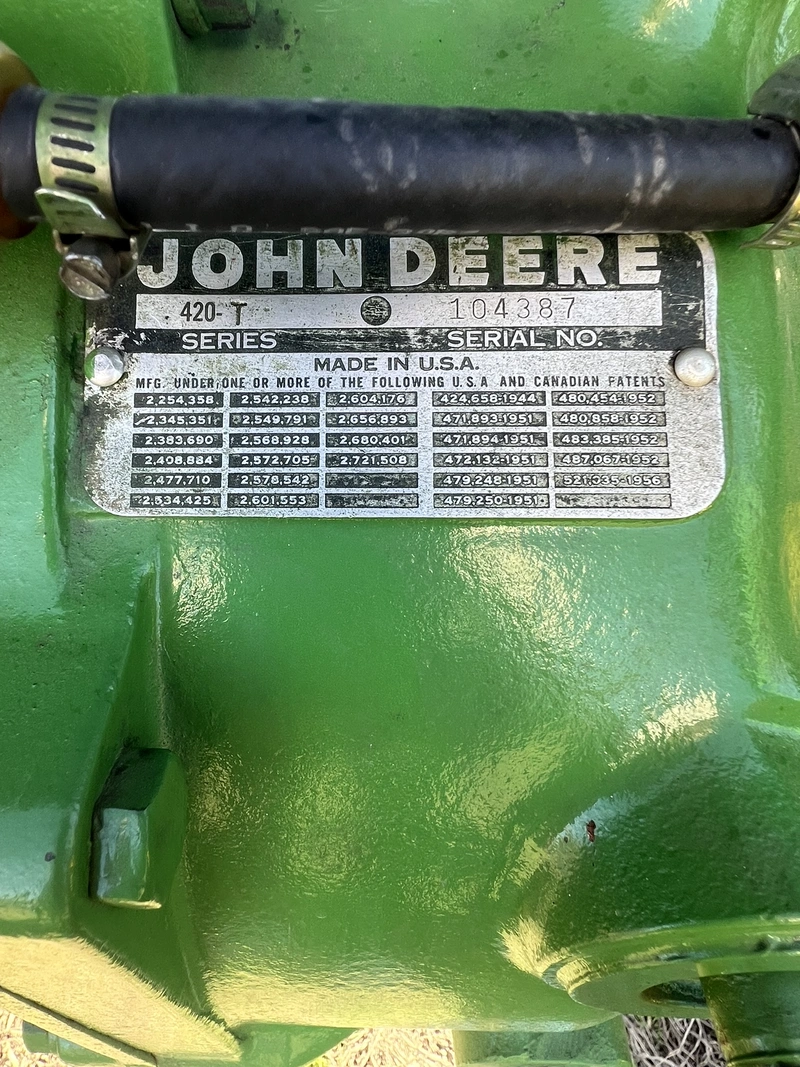 JOHN DEERE
420- T 104387
SERIES SERIAL NO.
MADE IN U.S.A.
MFG. UNDER ONE OR MORE OF THE FOLLOWING U.S.A AND CANADIAN PATENTS
2,254,358 2,542,238 2,604,176 424,658-1944 480,454-1952
2,345,351 2,549,791 2,656,893 471,893-1951 480,858-1952
2,383,690 2,568,928 2,680,401 471,894-1951 483,385-1952
2,408,884 2,572,705 2,721,508 472,132-1951 487,067-1952
2,477,710 2,578,542 479,248-1951
2,534,425 2,601,553 479,250-1951